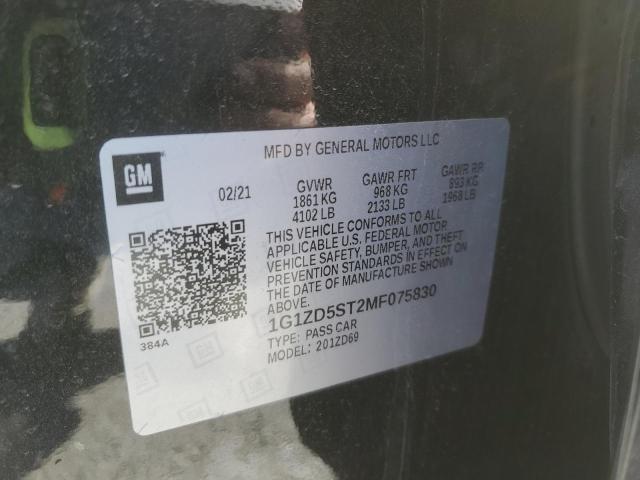 MFD BY GENERAL MOTORS LLC
GM
02/21 GVWR GAWR FRT GAWR RR
1861 KG 968 KG 893 KG
4102 LB 2133 LB 1968 LB
THIS VEHICLE CONFORMS TO ALL
APPLICABLE U.S. FEDERAL MOTOR
VEHICLE SAFETY, BUMPER, AND THEFT
PREVENTION STANDARDS IN EFFECT ON
THE DATE OF MANUFACTURE SHOWN
ABOVE.
1G1ZD5ST2MF075830
384A
TYPE: PASS CAR
MODEL: 201ZD69